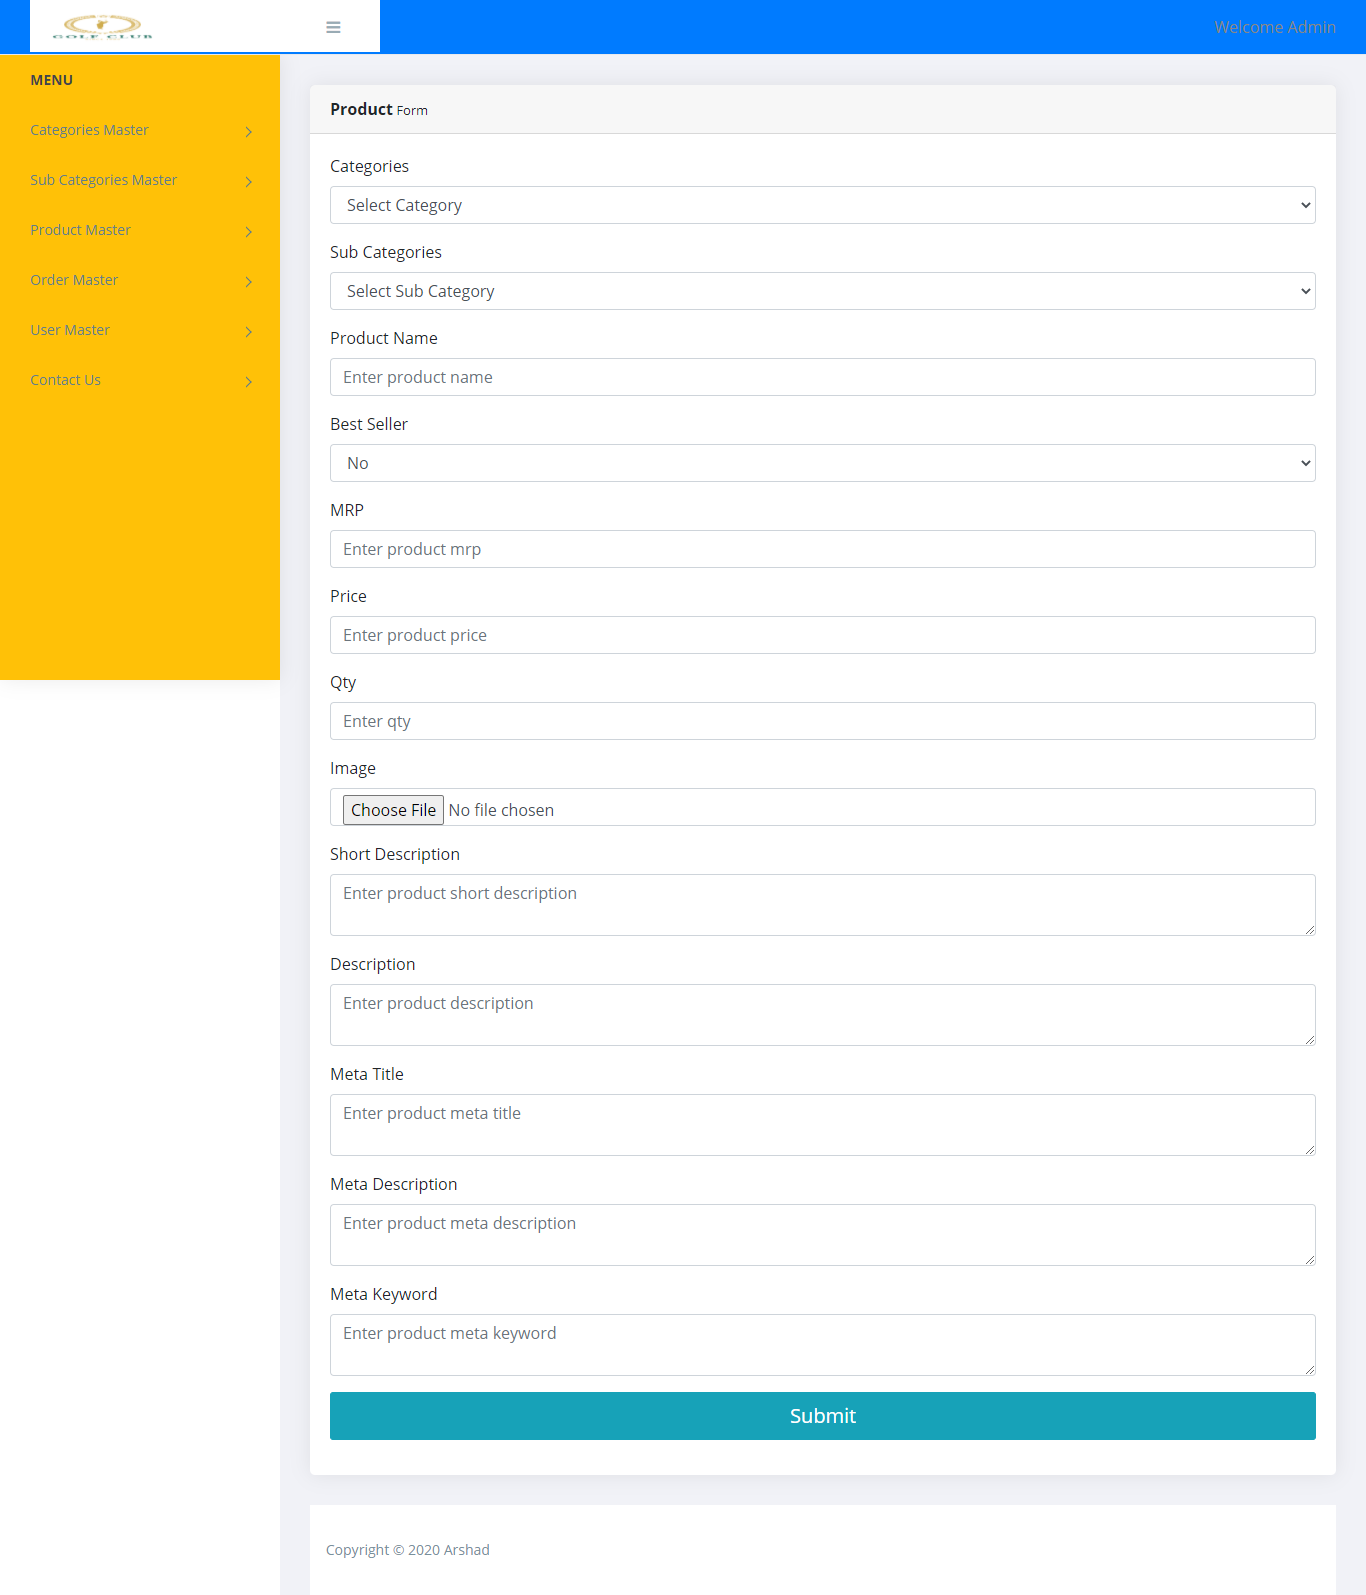 GOLF CLUB
Welcome Admin
MENU
Categories Master
Sub Categories Master
Product Master
Order Master
User Master
Contact Us
Product Form
Categories
Select Category
Sub Categories
Select Sub Category
Product Name
Enter product name
Best Seller
No
MRP
Enter product mrp
Price
Enter product price
Qty
Enter qty
Image
Choose File No file chosen
Short Description
Enter product short description
Description
Enter product description
Meta Title
Enter product meta title
Meta Description
Enter product meta description
Meta Keyword
Enter product meta keyword
Submit
Copyright © 2020 Arshad